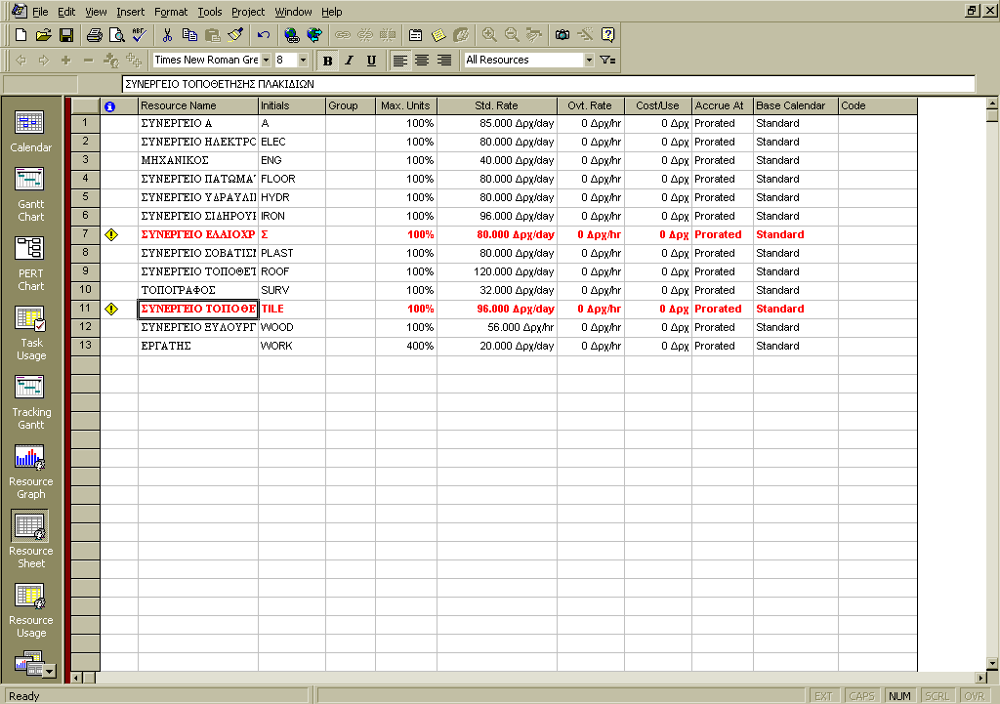 File Edit View Insert Format Tools Project Window Help
Times New Roman Gre 8 B I U All Resources
ΣΥΝΕΡΓΕΙΟ ΤΟΠΟΘΕΤΗΣΗΣ ΠΛΑΚΙΔΙΩΝ
Resource Name Initials Group Max. Units Std. Rate Ovt. Rate Cost/Use Accrue At Base Calendar Code
1 ΣΥΝΕΡΓΕΙΟ Α A 100% 85.000 Δρχ/day 0 Δρχ/hr 0 Δρχ Prorated Standard
2 ΣΥΝΕΡΓΕΙΟ ΗΛΕΚΤΡΟ ELEC 100% 80.000 Δρχ/day 0 Δρχ/hr 0 Δρχ Prorated Standard
3 ΜΗΧΑΝΙΚΟΣ ENG 100% 40.000 Δρχ/day 0 Δρχ/hr 0 Δρχ Prorated Standard
4 ΣΥΝΕΡΓΕΙΟ ΠΑΤΩΜΑ FLOOR 100% 80.000 Δρχ/day 0 Δρχ/hr 0 Δρχ Prorated Standard
5 ΣΥΝΕΡΓΕΙΟ ΥΔΡΑΥΛΙ HYDR 100% 80.000 Δρχ/day 0 Δρχ/hr 0 Δρχ Prorated Standard
6 ΣΥΝΕΡΓΕΙΟ ΣΙΔΗΡΟΥΡ IRON 100% 96.000 Δρχ/day 0 Δρχ/hr 0 Δρχ Prorated Standard
7 ΣΥΝΕΡΓΕΙΟ ΕΛΑΙΟΧΡ Σ 100% 80.000 Δρχ/day 0 Δρχ/hr 0 Δρχ Prorated Standard
8 ΣΥΝΕΡΓΕΙΟ ΣΟΒΑΤΙΣΜ PLAST 100% 80.000 Δρχ/day 0 Δρχ/hr 0 Δρχ Prorated Standard
9 ΣΥΝΕΡΓΕΙΟ ΤΟΠΟΘΕΤ ROOF 100% 120.000 Δρχ/day 0 Δρχ/hr 0 Δρχ Prorated Standard
10 ΤΟΠΟΓΡΑΦΟΣ SURV 100% 32.000 Δρχ/day 0 Δρχ/hr 0 Δρχ Prorated Standard
11 ΣΥΝΕΡΓΕΙΟ ΤΟΠΟΘΕ TILE 100% 96.000 Δρχ/day 0 Δρχ/hr 0 Δρχ Prorated Standard
12 ΣΥΝΕΡΓΕΙΟ ΞΥΛΟΥΡΓ WOOD 100% 56.000 Δρχ/hr 0 Δρχ/hr 0 Δρχ Prorated Standard
13 ΕΡΓΑΤΗΣ WORK 400% 20.000 Δρχ/day 0 Δρχ/hr 0 Δρχ Prorated Standard
Calendar
Gantt
Chart
PERT
Chart
Task
Usage
Tracking
Gantt
Resource
Graph
Resource
Sheet
Resource
Usage
Ready EXT CAPS NUM SCRL OVR